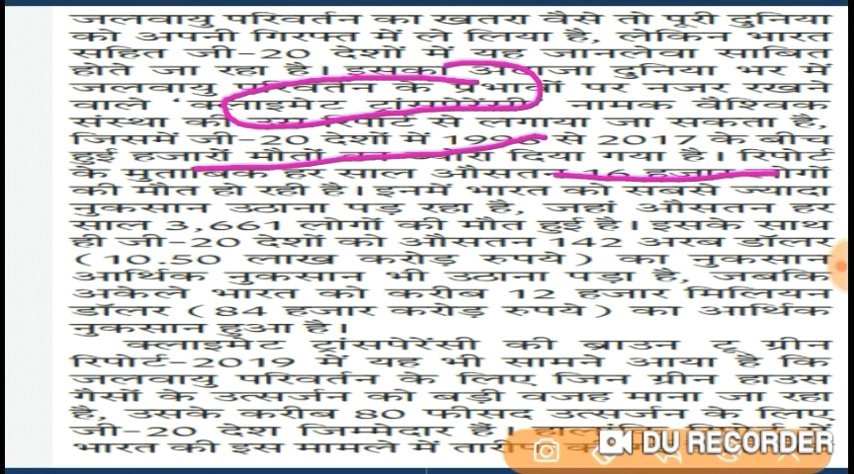 जलवायु परिवर्तन का खतरा वैसे तो पूरी दुनिया
को अपनी गिरफ्त में ले लिया है, लेकिन भारत
सहित जी-20 देशों में यह जानलेवा साबित
होते जा रहा है। इसका दुनिया भर में
जलवायु परिवर्तन के प्रभावों पर नजर रखने
वाले 'क्लाइमेट ट्रांसपेरेंसी' नामक वैश्विक
संस्था की उस रिपोर्ट से लगाया जा सकता है,
जिसमें जी-20 देशों में 1998 से 2017 के बीच
हुई हजारों मौतों का ब्योरा दिया गया है। रिपोर्ट
के मुताबिक हर साल औसतन 16 हजार लोगों
की मौत हो रही है। इनमें भारत को सबसे ज्यादा
नुकसान उठाना पड़ रहा है, जहां औसतन हर
साल 3,661 लोगों की मौत हुई है। इसके साथ
ही जी-20 देशों को औसतन 142 अरब डॉलर
(10.50 लाख करोड़ रुपये) का नुकसान
आर्थिक नुकसान भी उठाना पड़ा है, जबकि
अकेले भारत को करीब 12 हजार मिलियन
डॉलर (84 हजार करोड़ रुपये) का आर्थिक
नुकसान हुआ है।
क्लाइमेट ट्रांसपेरेंसी की ब्राउन टू ग्रीन
रिपोर्ट-2019 में यह भी सामने आया है कि
जलवायु परिवर्तन के लिए जिन ग्रीन हाउस
गैसों के उत्सर्जन को बड़ी वजह माना जा रहा
है, उसके करीब 80 फीसद उत्सर्जन के लिए
जी-20 देश जिम्मेदार है।
भारत की इस मामले में
DU RECORDER